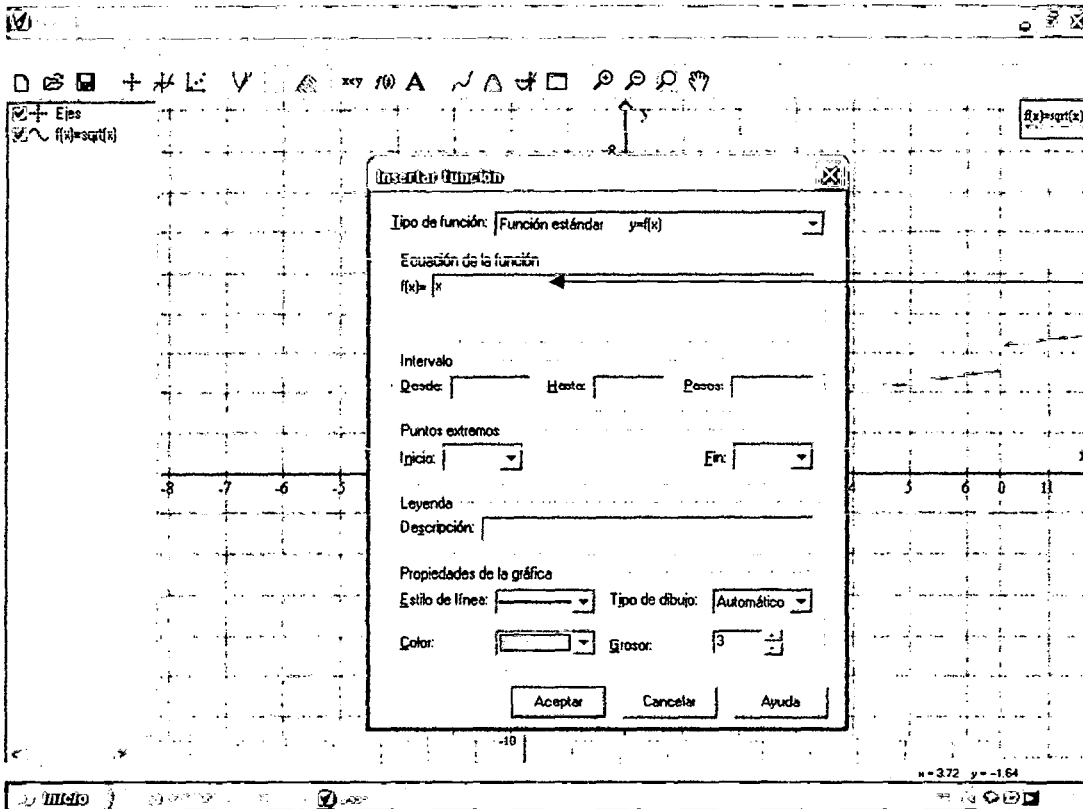 x<y f(x) A
Ejes
f(x)=sqrt(x)
y
f(x)=sqrt(x)
Insertar función
Tipo de función: Función estándar y=f(x)
Ecuación de la función
f(x)= x
Intervalo
Desde: Hasta: Pasos:
Puntos extremos
Inicio: Fin:
-8 -7 -6 -5 4 5 6
Leyenda
Descripción:
Propiedades de la gráfica
Estilo de línea: Tipo de dibujo: Automático
Color: Grosor: 3
Aceptar Cancelar Ayuda
-10
x = 3.72 y = -1.64
Inicio